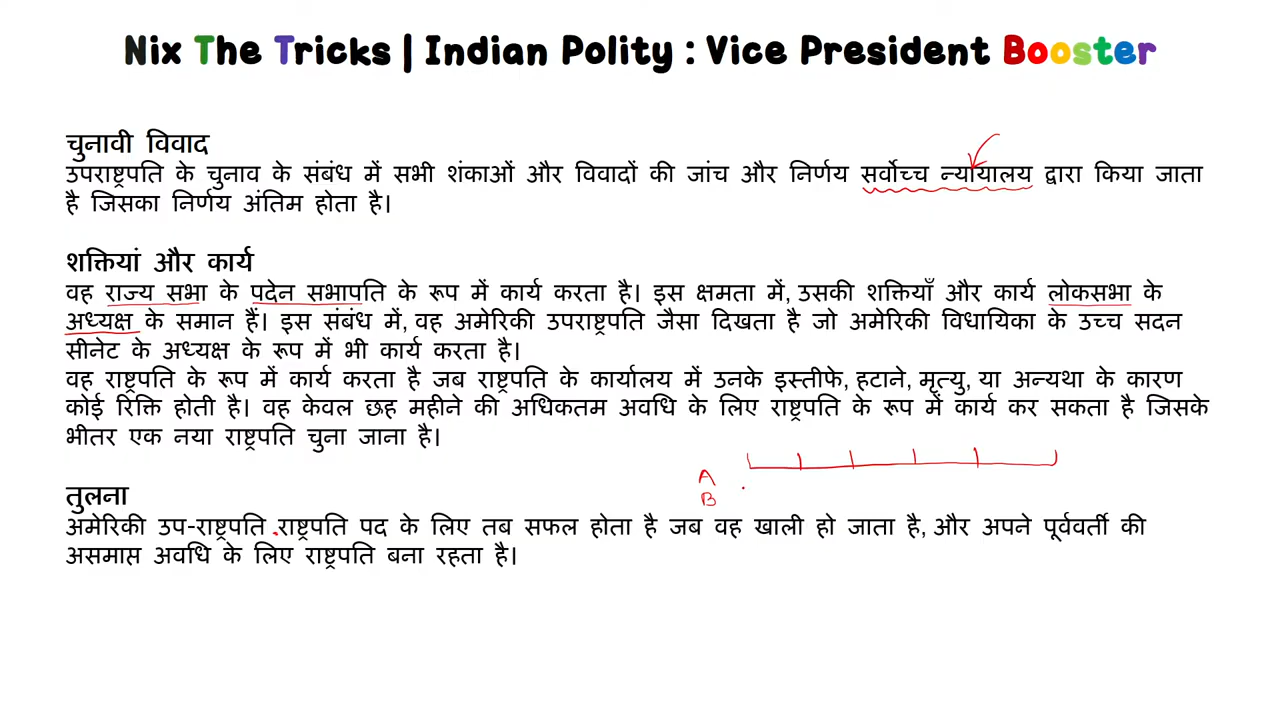 Nix The Tricks | Indian Polity : Vice President Booster
चुनावी विवाद
उपराष्ट्रपति के चुनाव के संबंध में सभी शंकाओं और विवादों की जांच और निर्णय सर्वोच्च न्यायालय द्वारा किया जाता
है जिसका निर्णय अंतिम होता है।
शक्तियां और कार्य
वह राज्य सभा के पदेन सभापति के रूप में कार्य करता है। इस क्षमता में, उसकी शक्तियाँ और कार्य लोकसभा के
अध्यक्ष के समान हैं। इस संबंध में, वह अमेरिकी उपराष्ट्रपति जैसा दिखता है जो अमेरिकी विधायिका के उच्च सदन
सीनेट के अध्यक्ष के रूप में भी कार्य करता है।
वह राष्ट्रपति के रूप में कार्य करता है जब राष्ट्रपति के कार्यालय में उनके इस्तीफे, हटाने, मृत्यु, या अन्यथा के कारण
कोई रिक्ति होती है। वह केवल छह महीने की अधिकतम अवधि के लिए राष्ट्रपति के रूप में कार्य कर सकता है जिसके
भीतर एक नया राष्ट्रपति चुना जाना है।
A
B
तुलना
अमेरिकी उप-राष्ट्रपति राष्ट्रपति पद के लिए तब सफल होता है जब वह खाली हो जाता है, और अपने पूर्ववर्ती की
असमाप्त अवधि के लिए राष्ट्रपति बना रहता है।